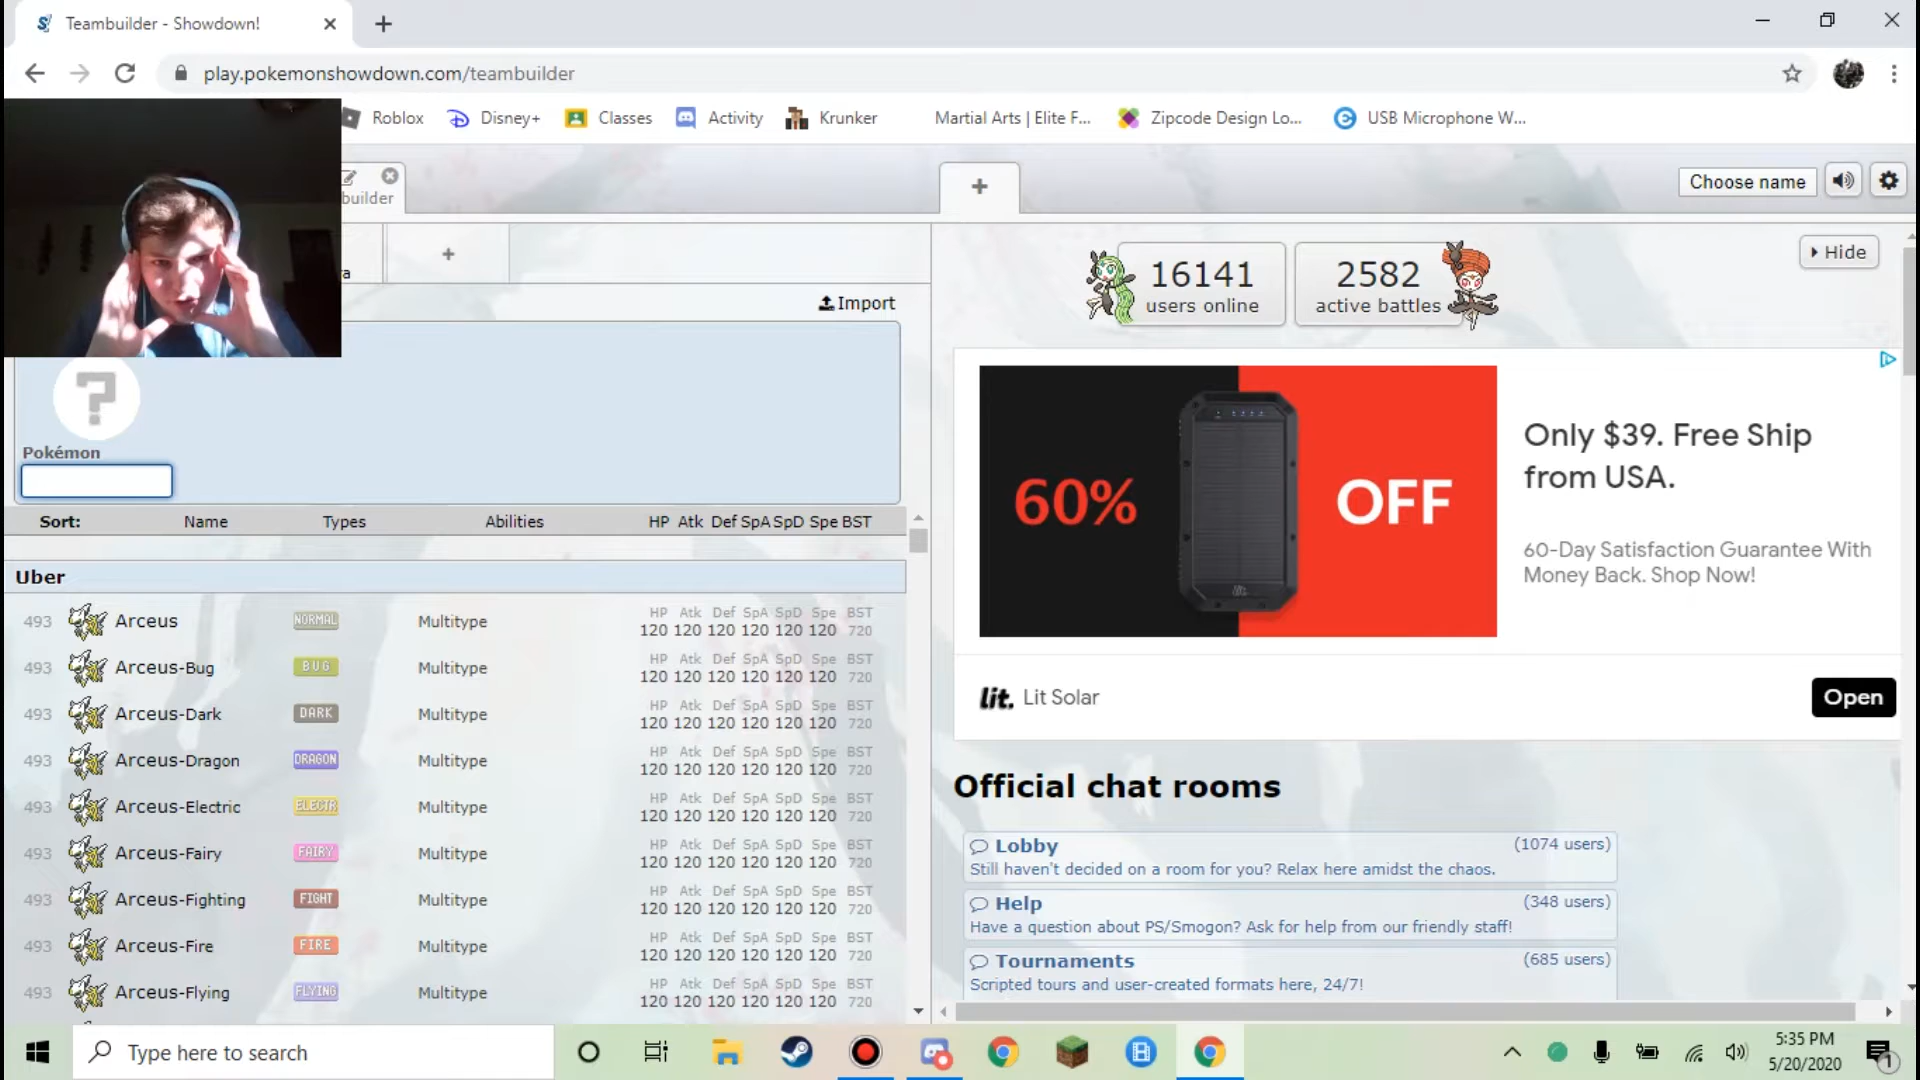 Teambuilder - Showdown!
play.pokemonshowdown.com/teambuilder
Roblox Disney+ Classes Activity Krunker Martial Arts | Elite F... Zipcode Design Lo... USB Microphone W...
builder
+
Choose name
a
+
16141
users online
2582
active battles
Hide
Import
?
Pokémon
Sort: Name Types Abilities HP Atk Def SpA SpD Spe BST
Uber
493 Arceus NORMAL Multitype HP 120 Atk 120 Def 120 SpA 120 SpD 120 Spe 120 BST 720
493 Arceus-Bug BUG Multitype HP 120 Atk 120 Def 120 SpA 120 SpD 120 Spe 120 BST 720
493 Arceus-Dark DARK Multitype HP 120 Atk 120 Def 120 SpA 120 SpD 120 Spe 120 BST 720
493 Arceus-Dragon DRAGON Multitype HP 120 Atk 120 Def 120 SpA 120 SpD 120 Spe 120 BST 720
493 Arceus-Electric ELECTR Multitype HP 120 Atk 120 Def 120 SpA 120 SpD 120 Spe 120 BST 720
493 Arceus-Fairy FAIRY Multitype HP 120 Atk 120 Def 120 SpA 120 SpD 120 Spe 120 BST 720
493 Arceus-Fighting FIGHT Multitype HP 120 Atk 120 Def 120 SpA 120 SpD 120 Spe 120 BST 720
493 Arceus-Fire FIRE Multitype HP 120 Atk 120 Def 120 SpA 120 SpD 120 Spe 120 BST 720
493 Arceus-Flying FLYING Multitype HP 120 Atk 120 Def 120 SpA 120 SpD 120 Spe 120 BST 720
60% OFF
Only $39. Free Ship
from USA.
60-Day Satisfaction Guarantee With
Money Back. Shop Now!
lit. Lit Solar
Open
Official chat rooms
Lobby (1074 users)
Still haven't decided on a room for you? Relax here amidst the chaos.
Help (348 users)
Have a question about PS/Smogon? Ask for help from our friendly staff!
Tournaments (685 users)
Scripted tours and user-created formats here, 24/7!
Type here to search
5:35 PM
5/20/2020
1